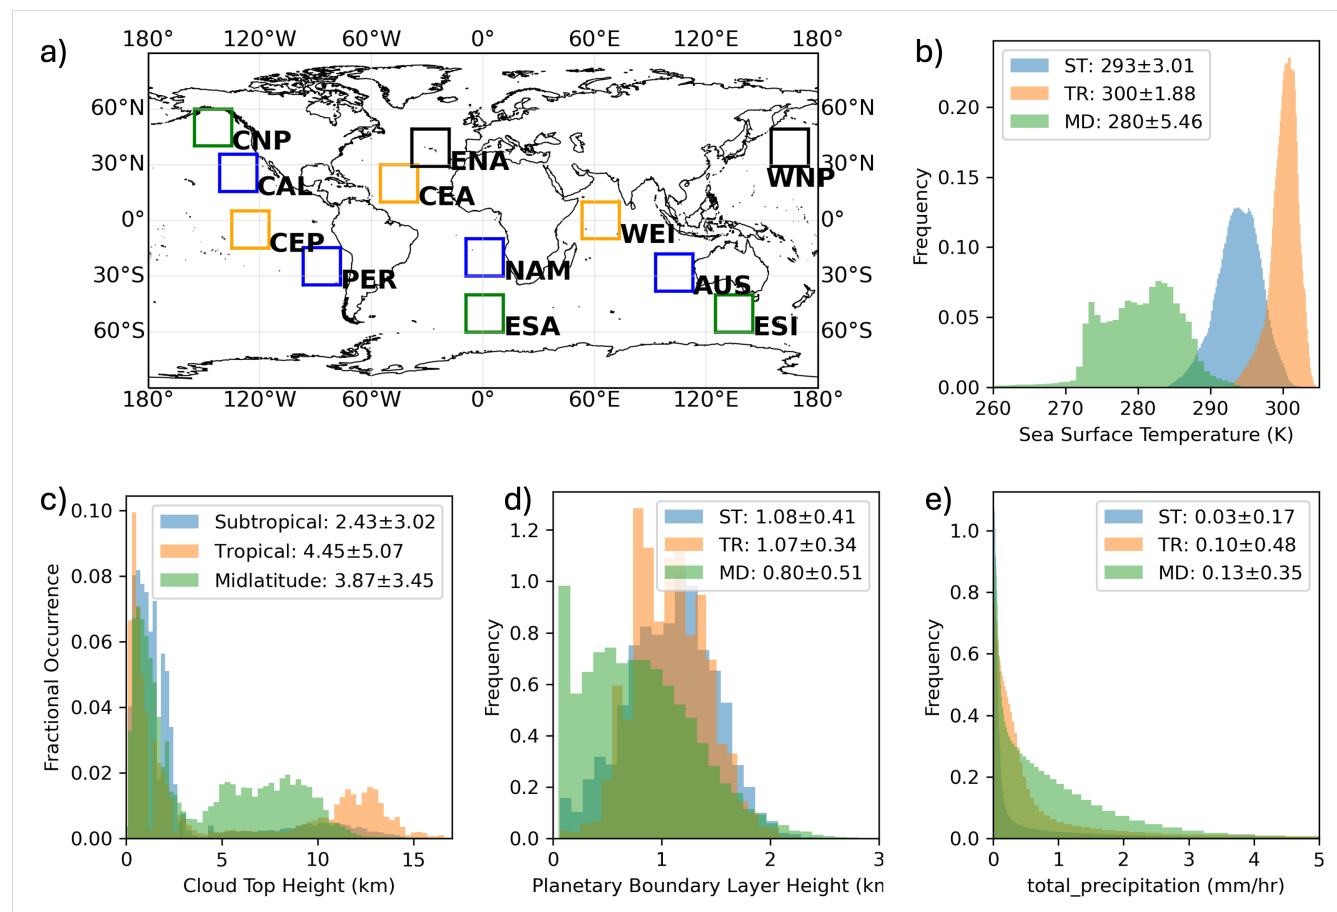 a)
180° 120°W 60°W 0° 60°E 120°E 180°
60°N 60°N
30°N 30°N
0° 0°
30°S 30°S
60°S 60°S
180° 120°W 60°W 0° 60°E 120°E 180°
CNP
ENA
CAL
WNP
CEA
CEP
WEI
PER
NAM
AUS
ESA
ESI
b)
ST: 293±3.01
TR: 300±1.88
MD: 280±5.46
Frequency
0.20
0.15
0.10
0.05
0.00
260 270 280 290 300
Sea Surface Temperature (K)
c)
Subtropical: 2.43±3.02
Tropical: 4.45±5.07
Midlatitude: 3.87±3.45
Fractional Occurrence
0.10
0.08
0.06
0.04
0.02
0.00
0 5 10 15
Cloud Top Height (km)
d)
ST: 1.08±0.41
TR: 1.07±0.34
MD: 0.80±0.51
Frequency
1.2
1.0
0.8
0.6
0.4
0.2
0.0
0 1 2 3
Planetary Boundary Layer Height
e)
ST: 0.03±0.17
TR: 0.10±0.48
MD: 0.13±0.35
Frequency
1.0
0.8
0.6
0.4
0.2
0.0
0 1 2 3 4 5
total_precipitation (mm/hr)